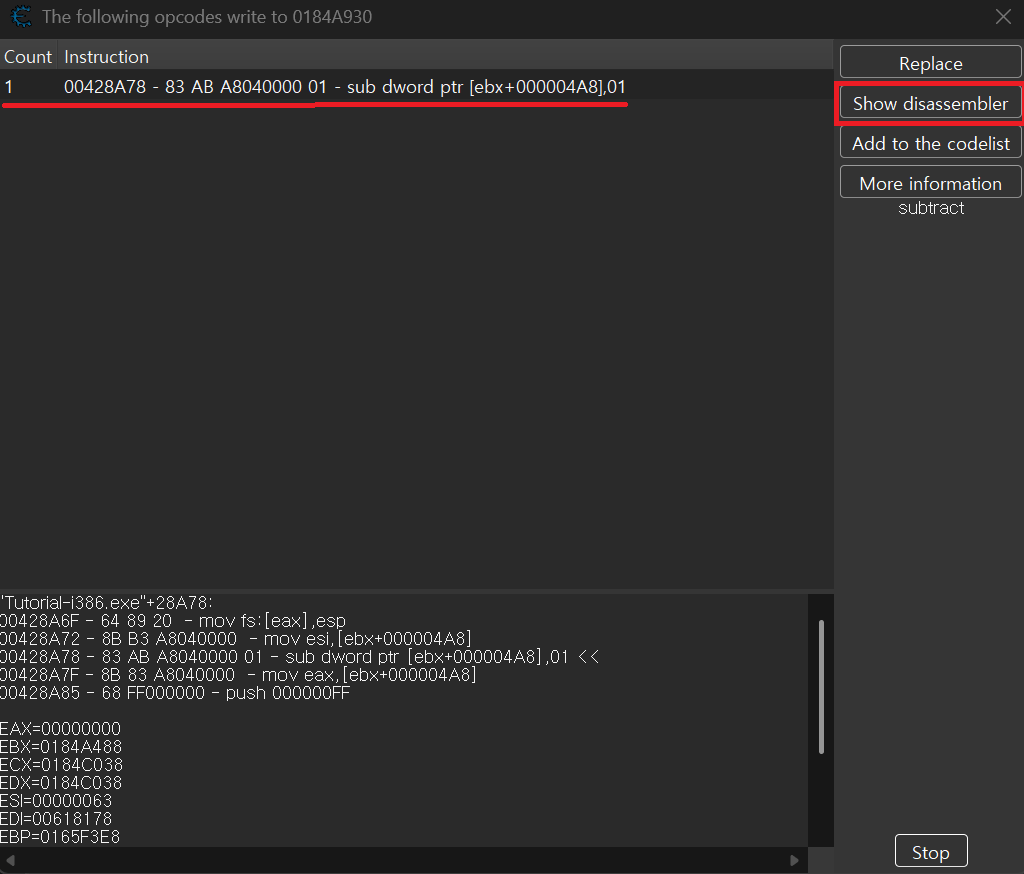 The following opcodes write to 0184A930
Count Instruction
1 00428A78 - 83 AB A8040000 01 - sub dword ptr [ebx+000004A8],01
Replace
Show disassembler
Add to the codelist
More information
subtract
"Tutorial-i386.exe"+28A78:
00428A6F - 64 89 20 - mov fs:[eax],esp
00428A72 - 8B B3 A8040000 - mov esi,[ebx+000004A8]
00428A78 - 83 AB A8040000 01 - sub dword ptr [ebx+000004A8],01 <<
00428A7F - 8B 83 A8040000 - mov eax,[ebx+000004A8]
00428A85 - 68 FF000000 - push 000000FF
EAX=00000000
EBX=0184A488
ECX=0184C038
EDX=0184C038
ESI=00000063
EDI=00618178
EBP=0165F3E8
Stop